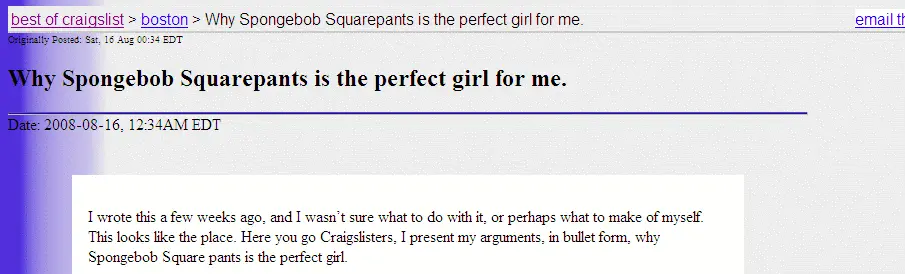 best of craigslist > boston > Why Spongebob Squarepants is the perfect girl for me.
email th
Originally Posted: Sat, 16 Aug 00:34 EDT
Why Spongebob Squarepants is the perfect girl for me.
Date: 2008-08-16, 12:34AM EDT
I wrote this a few weeks ago, and I wasn’t sure what to do with it, or perhaps what to make of myself.
This looks like the place. Here you go Craigslisters, I present my arguments, in bullet form, why
Spongebob Square pants is the perfect girl.